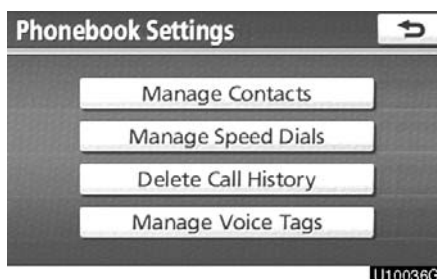 Phonebook Settings
Manage Contacts
Manage Speed Dials
Delete Call History
Manage Voice Tags
U10036G